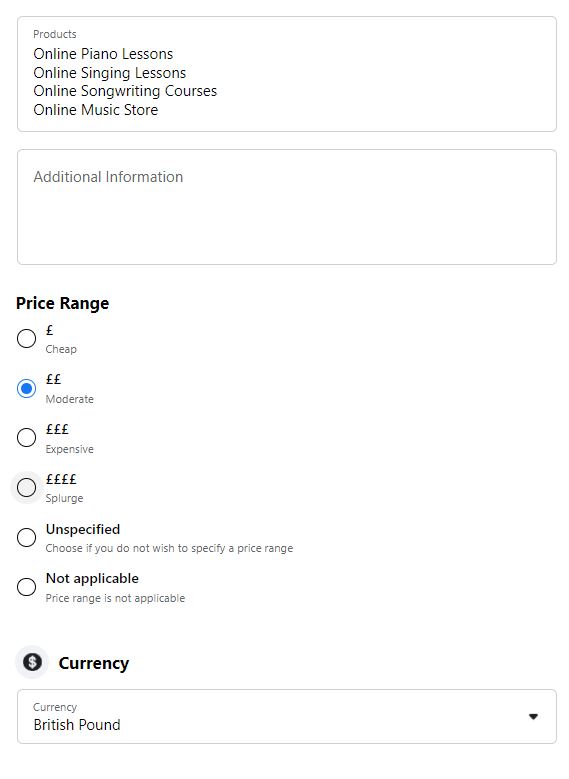 Products
Online Piano Lessons
Online Singing Lessons
Online Songwriting Courses
Online Music Store
Additional Information
Price Range
£
Cheap
££
Moderate
£££
Expensive
££££
Splurge
Unspecified
Choose if you do not wish to specify a price range
Not applicable
Price range is not applicable
$ Currency
Currency
British Pound